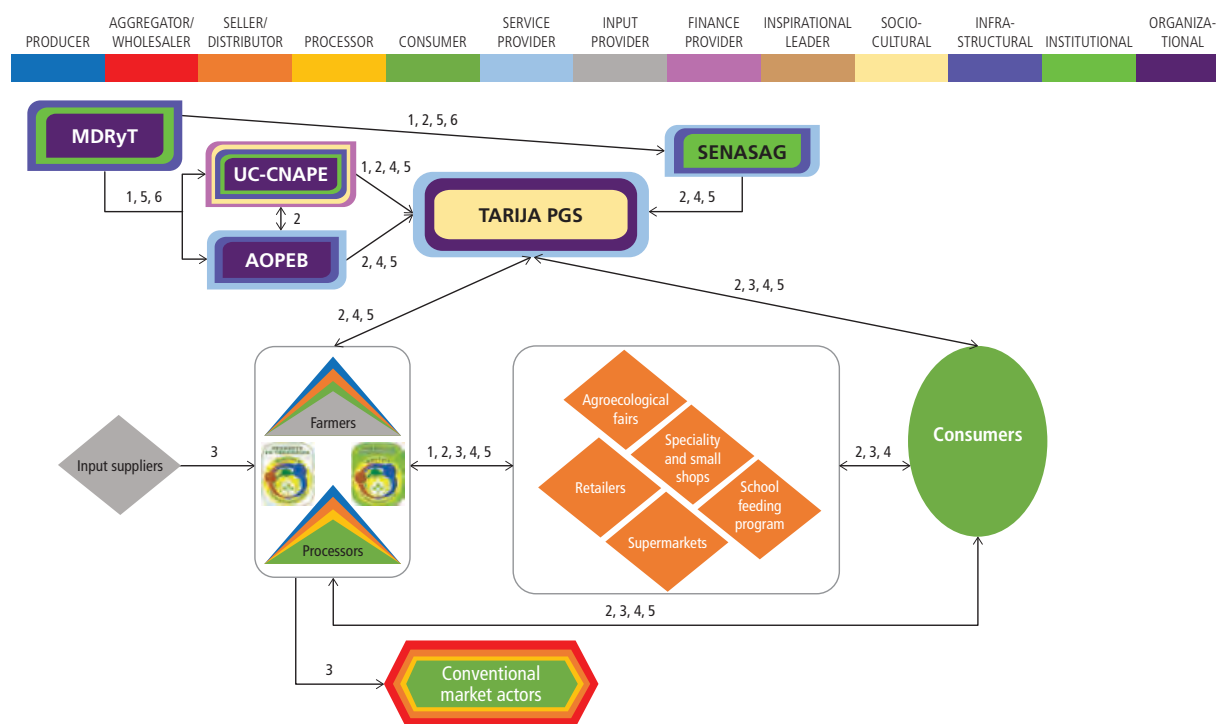 PRODUCER
AGGREGATOR/
WHOLESALER
SELLER/
DISTRIBUTOR
PROCESSOR
CONSUMER
SERVICE
PROVIDER
INPUT
PROVIDER
FINANCE
PROVIDER
INSPIRATIONAL
LEADER
SOCIO-
CULTURAL
INFRA-
STRUCTURAL
INSTITUTIONAL
ORGANIZA-
TIONAL
MDRyT
1, 2, 5, 6
SENASAG
UC-CNAPE
1, 2, 4, 5
1, 5, 6
2
TARIJA PGS
2, 4, 5
AOPEB
2, 4, 5
2, 4, 5
2, 3, 4, 5
Farmers
Agroecological
fairs
Speciality
and small
shops
Consumers
Input suppliers
3
1, 2, 3, 4, 5
Retailers
School
feeding
program
2, 3, 4
Supermarkets
Processors
2, 3, 4, 5
3
Conventional
market actors